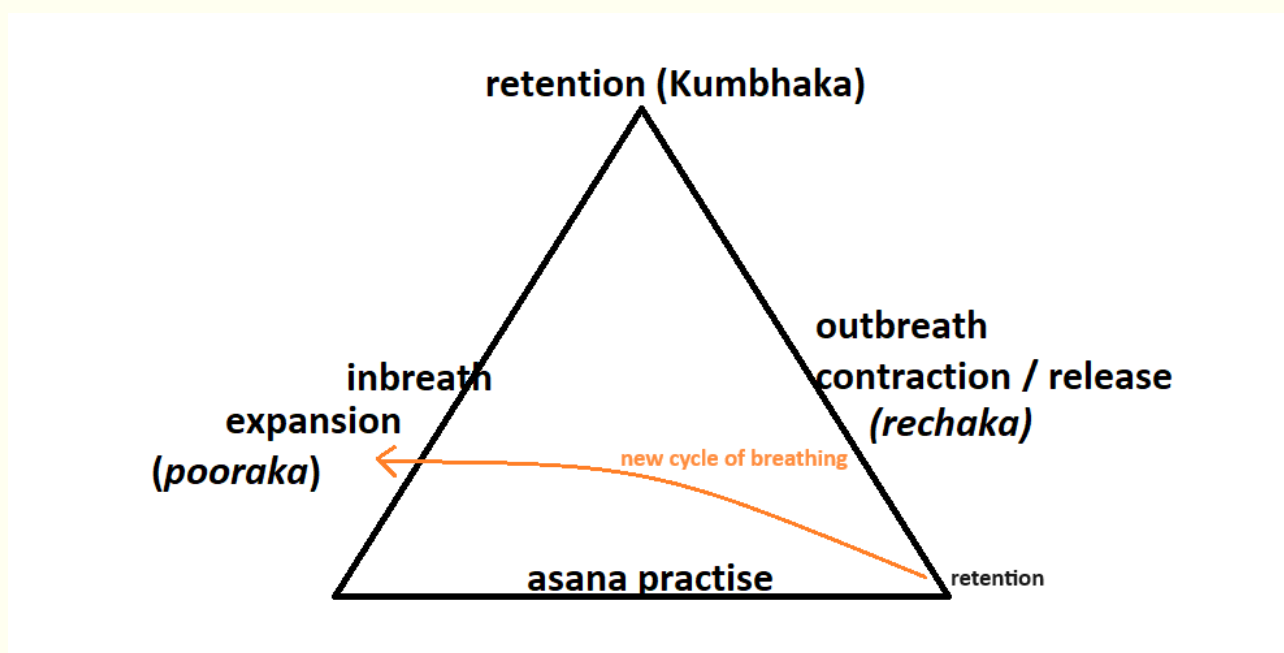 retention (Kumbhaka)
outbreath
contraction / release
(rechaka)
inbreath
expansion
(pooraka)
new cycle of breathing
asana practise
retention